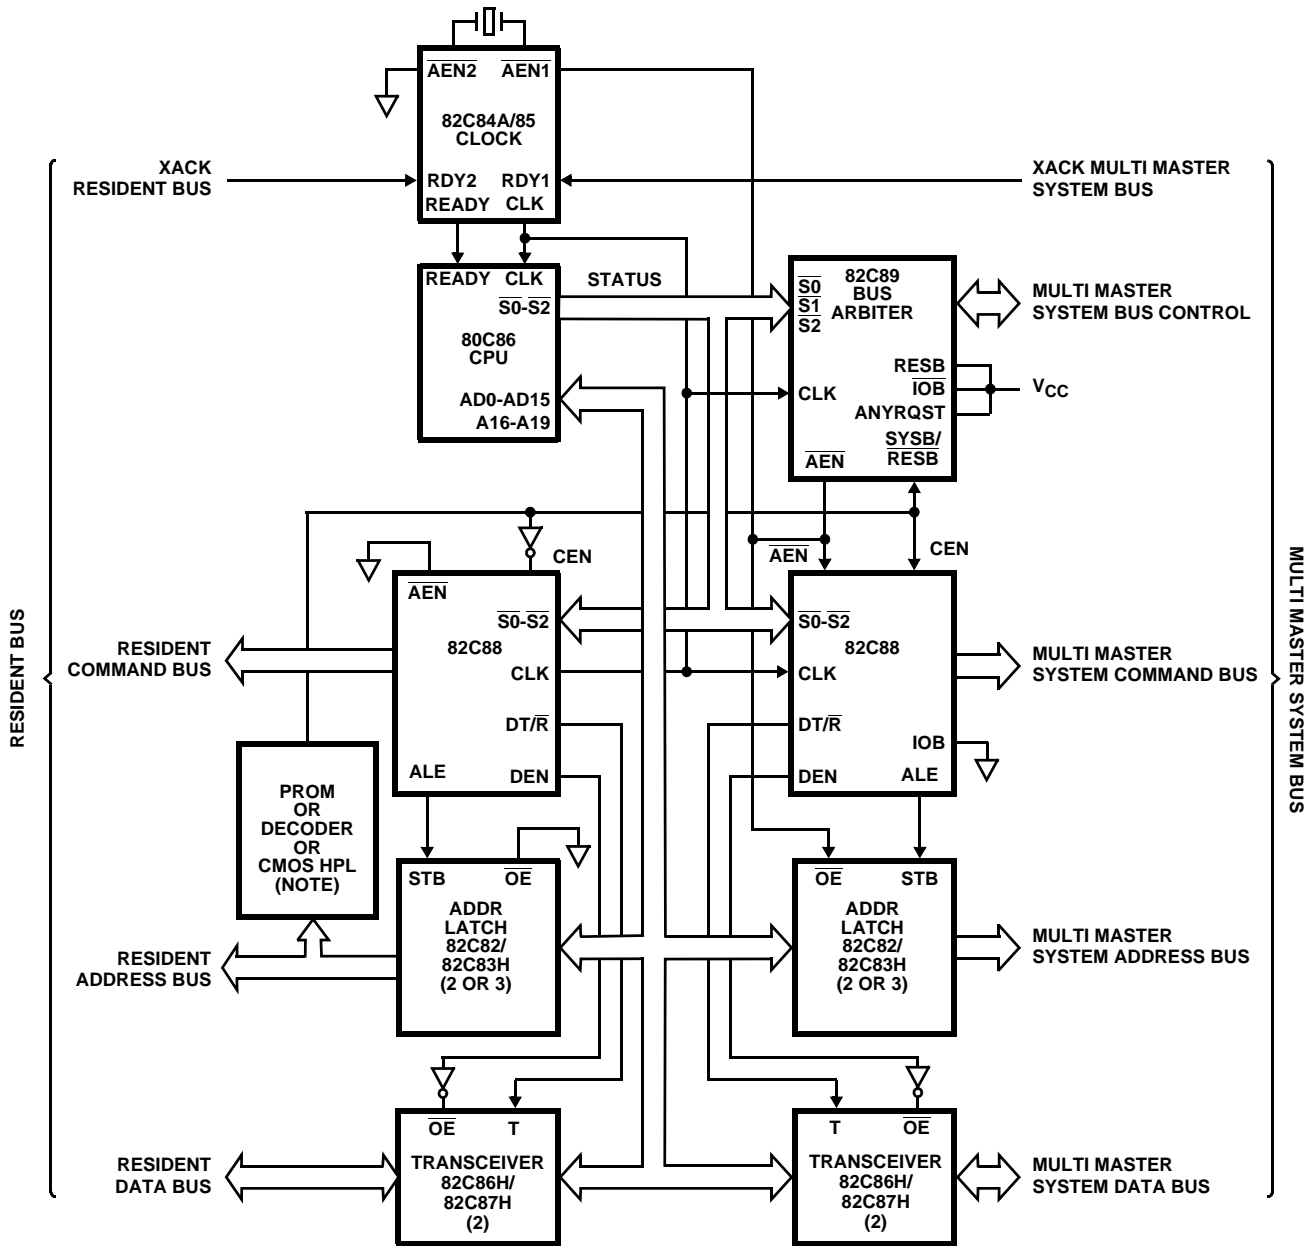 AEN2 AEN1
82C84A/85
CLOCK
XACK
RESIDENT BUS
RDY2 RDY1
XACK MULTI MASTER
SYSTEM BUS
READY CLK
READY CLK
STATUS
S0-S2
80C86
CPU
AD0-AD15
A16-A19
S0
S1
S2
82C89
BUS
ARBITER
MULTI MASTER
SYSTEM BUS CONTROL
RESB
CLK
IOB
VCC
ANYRQST
SYSB/
RESB
AEN
CEN
AEN
CEN
RESIDENT BUS
MULTI MASTER SYSTEM BUS
AEN
S0-S2
82C88
CLK
DT/R
ALE
DEN
RESIDENT
COMMAND BUS
S0-S2
82C88
CLK
DT/R
IOB
DEN
ALE
MULTI MASTER
SYSTEM COMMAND BUS
PROM
OR
DECODER
OR
CMOS HPL
(NOTE)
STB OE
ADDR
LATCH
82C82/
82C83H
(2 OR 3)
RESIDENT
ADDRESS BUS
OE STB
ADDR
LATCH
82C82/
82C83H
(2 OR 3)
MULTI MASTER
SYSTEM ADDRESS BUS
OE T
TRANSCEIVER
82C86H/
82C87H
(2)
RESIDENT
DATA BUS
T OE
TRANSCEIVER
82C86H/
82C87H
(2)
MULTI MASTER
SYSTEM DATA BUS